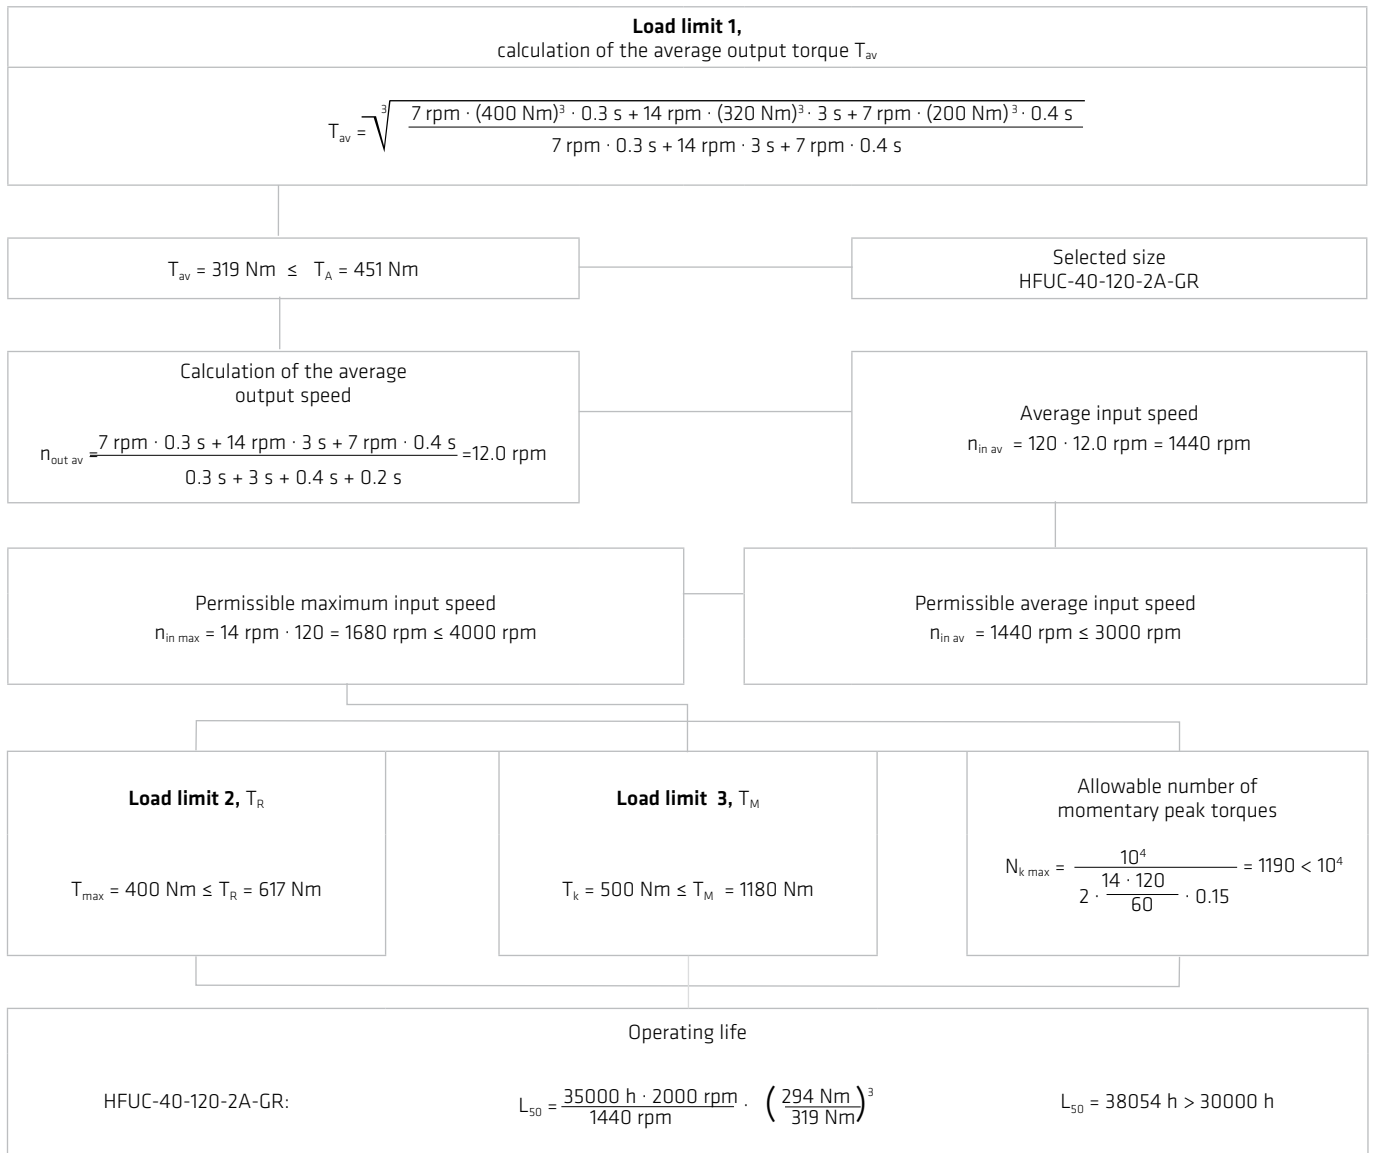 Load limit 1,
calculation of the average output torque Tav
Tav = ∛ 7 rpm · (400 Nm)³ · 0.3 s + 14 rpm · (320 Nm)³ · 3 s + 7 rpm · (200 Nm)³ · 0.4 s
7 rpm · 0.3 s + 14 rpm · 3 s + 7 rpm · 0.4 s
Tav = 319 Nm ≤ TA = 451 Nm
Selected size
HFUC-40-120-2A-GR
Calculation of the average
output speed
nout av = 7 rpm · 0.3 s + 14 rpm · 3 s + 7 rpm · 0.4 s =12.0 rpm
0.3 s + 3 s + 0.4 s + 0.2 s
Average input speed
nin av = 120 · 12.0 rpm = 1440 rpm
Permissible maximum input speed
nin max = 14 rpm · 120 = 1680 rpm ≤ 4000 rpm
Permissible average input speed
nin av = 1440 rpm ≤ 3000 rpm
Load limit 2, TR
Tmax = 400 Nm ≤ TR = 617 Nm
Load limit 3, TM
Tk = 500 Nm ≤ TM = 1180 Nm
Allowable number of
momentary peak torques
Nk max = 10⁴ = 1190 < 10⁴
2 · 14 · 120 · 0.15
60
Operating life
HFUC-40-120-2A-GR:
L50 = 35000 h · 2000 rpm · (294 Nm)³
1440 rpm 319 Nm
L50 = 38054 h > 30000 h